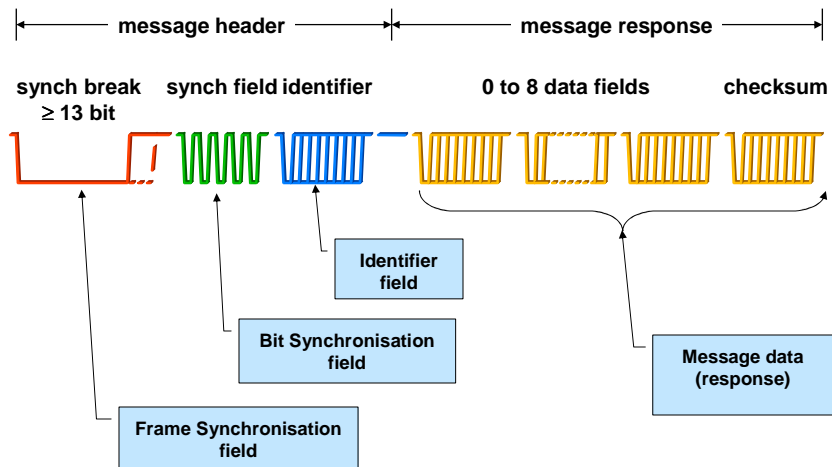 message header
message response
synch break
≥ 13 bit
synch field
identifier
0 to 8 data fields
checksum
Identifier
field
Bit Synchronisation
field
Message data
(response)
Frame Synchronisation
field